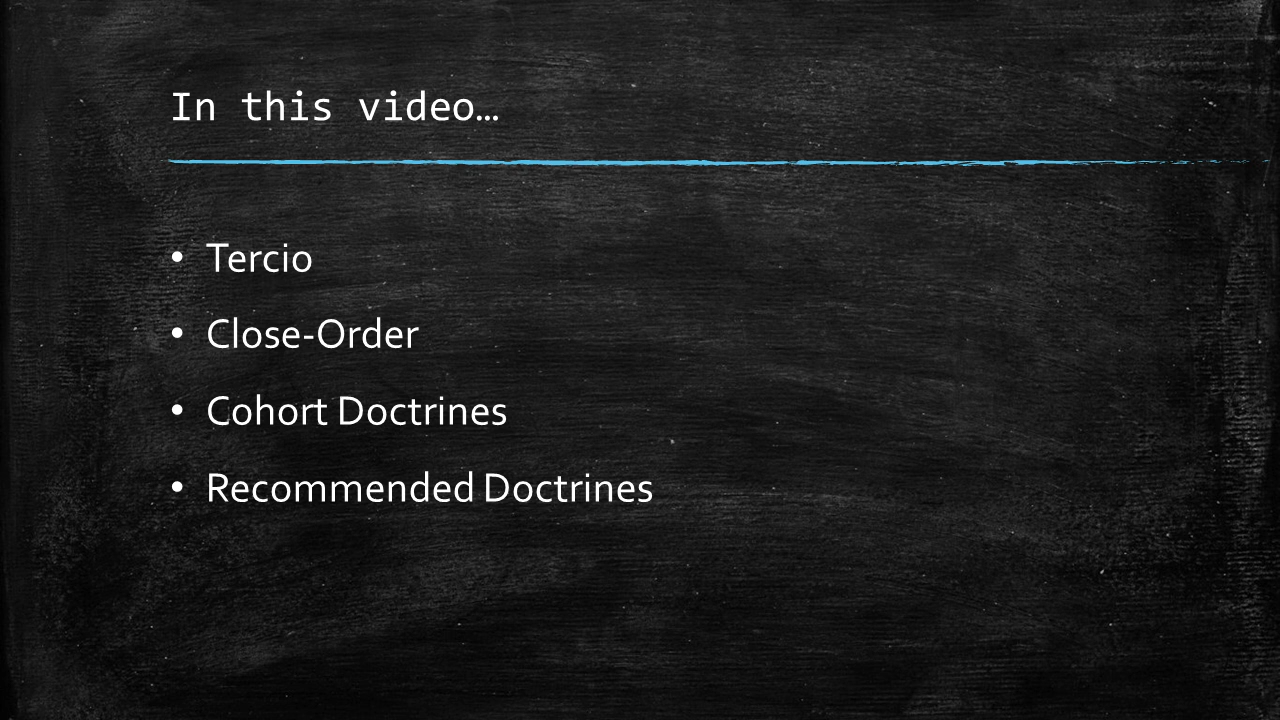 In this video…
• Tercio
• Close-Order
• Cohort Doctrines
• Recommended Doctrines